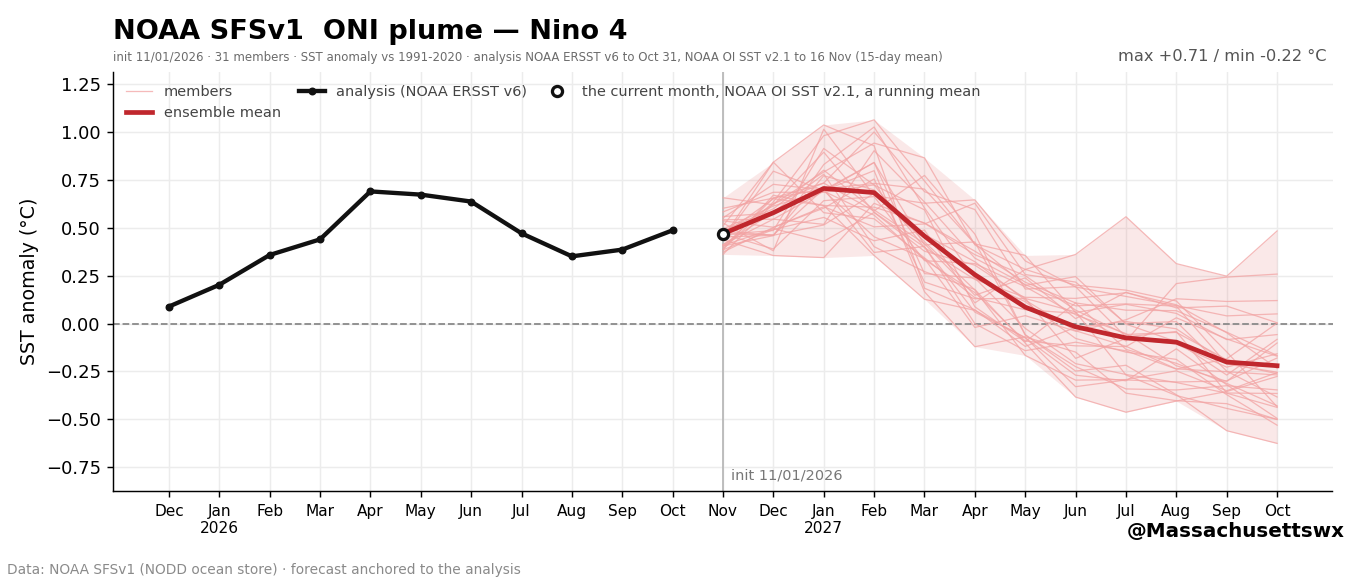 NOAA SFSv1  ONI plume — Nino 4
init 11/01/2026 · 31 members · SST anomaly vs 1991-2020 · analysis NOAA ERSST v6 to Oct 31, NOAA OI SST v2.1 to 16 Nov (15-day mean)
max +0.71 / min -0.22 °C
members
ensemble mean
analysis (NOAA ERSST v6)
the current month, NOAA OI SST v2.1, a running mean
SST anomaly (°C)
1.25
1.00
0.75
0.50
0.25
0.00
−0.25
−0.50
−0.75
init 11/01/2026
Dec Jan Feb Mar Apr May Jun Jul Aug Sep Oct Nov Dec Jan Feb Mar Apr May Jun Jul Aug Sep Oct
2026 2027
@Massachusettswx
Data: NOAA SFSv1 (NODD ocean store) · forecast anchored to the analysis